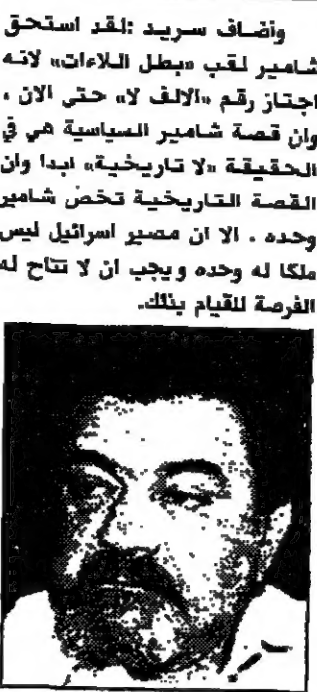 وأضاف سريد :لقد استحق
شامير لقب «بطل اللاءات» لانه
اجتاز رقم «الالف لا» حتى الان ،
وان قصة شامير السياسية هي في
الحقيقة «لا تاريخية» ابدا وان
القصة التاريخية تخص شامير
وحده . الا ان مصير اسرائيل ليس
ملكا له وحده ويجب ان لا تتاح له
الفرصة للقيام بذلك.